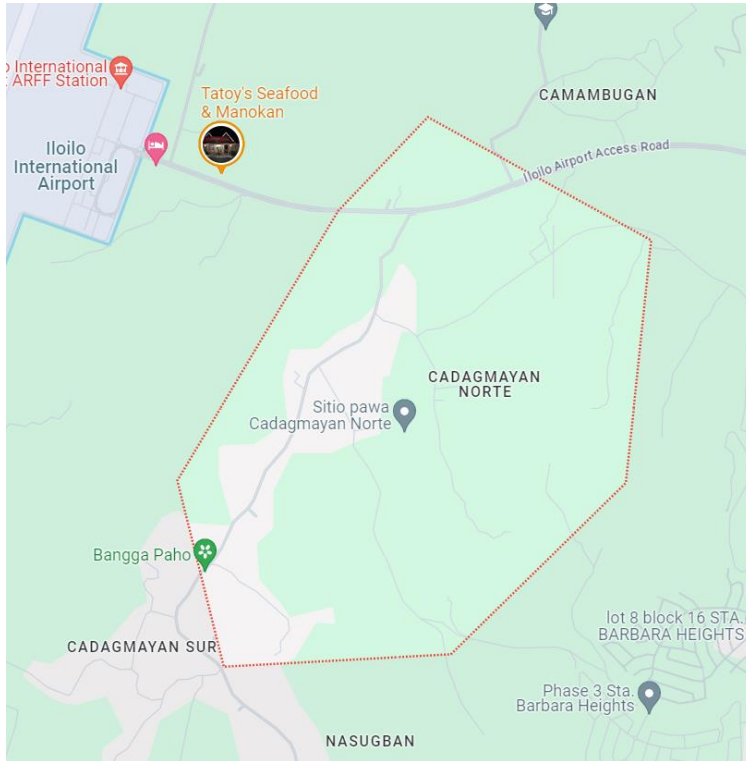 o International
E ARFF Station
Tatoy's Seafood
& Manokan
CAMAMBUGAN
Iloilo
International
Airport
Iloilo Airport Access Road
CADAGMAYAN
NORTE
Sitio pawa
Cadagmayan Norte
Bangga Paho
lot 8 block 16 STA.
BARBARA HEIGHTS
CADAGMAYAN SUR
Phase 3 Sta.
Barbara Heights
NASUGBAN